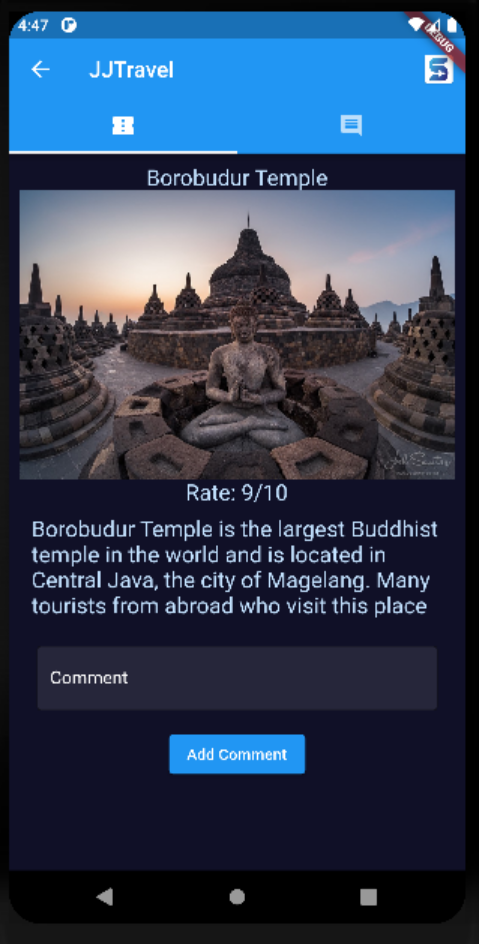 4:47
DEBUG
JJTravel
Borobudur Temple
Rate: 9/10
Borobudur Temple is the largest Buddhist
temple in the world and is located in
Central Java, the city of Magelang. Many
tourists from abroad who visit this place
Comment
Add Comment